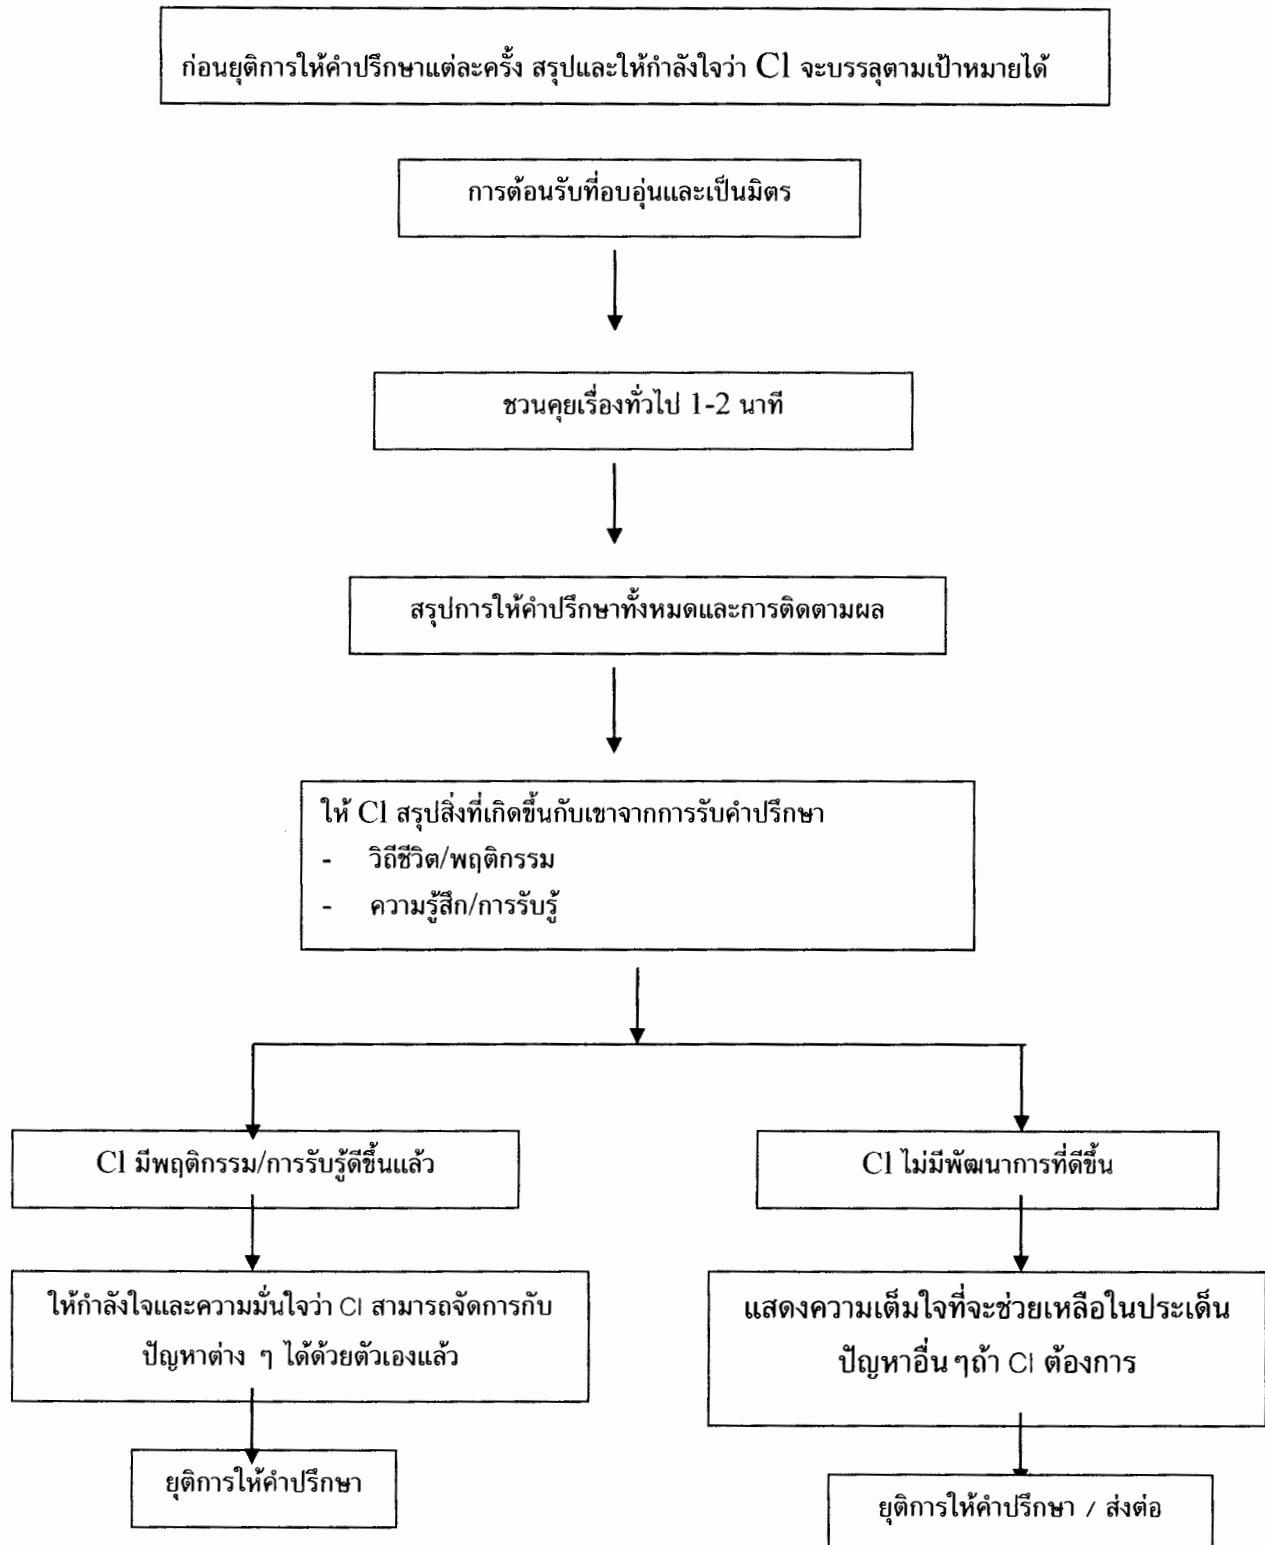 ก่อนยุติการให้คำปรึกษาแต่ละครั้ง สรุปและให้กำลังใจว่า Cl จะบรรลุตามเป้าหมายได้
การต้อนรับที่อบอุ่นและเป็นมิตร
ชวนคุยเรื่องทั่วไป 1-2 นาที
สรุปการให้คำปรึกษาทั้งหมดและการติดตามผล
ให้ Cl สรุปสิ่งที่เกิดขึ้นกับเขาจากการรับคำปรึกษา
- วิถีชีวิต/พฤติกรรม
- ความรู้สึก/การรับรู้
Cl มีพฤติกรรม/การรับรู้ดีขึ้นแล้ว
Cl ไม่มีพัฒนาการที่ดีขึ้น
ให้กำลังใจและความมั่นใจว่า Cl สามารถจัดการกับ
ปัญหาต่าง ๆ ได้ด้วยตัวเองแล้ว
แสดงความเต็มใจที่จะช่วยเหลือในประเด็น
ปัญหาอื่น ๆถ้า Cl ต้องการ
ยุติการให้คำปรึกษา
ยุติการให้คำปรึกษา / ส่งต่อ